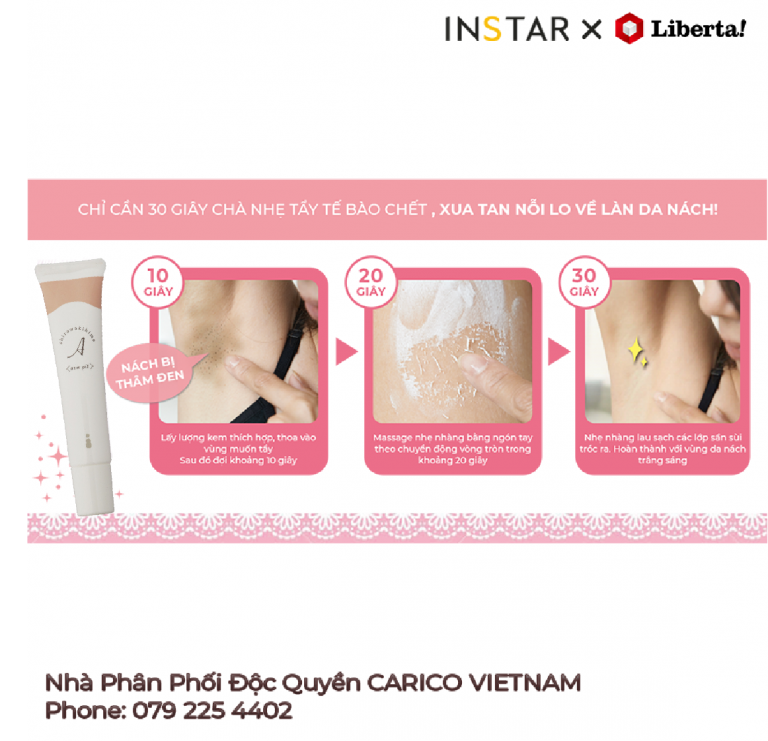 INSTAR × Liberta!
CHỈ CẦN 30 GIÂY CHÀ NHẸ TẨY TẾ BÀO CHẾT , XUA TAN NỖI LO VỀ LÀN DA NÁCH!
10
GIÂY
20
GIÂY
30
GIÂY
A
NÁCH BỊ
THÂM ĐEN
Lấy lượng kem thích hợp, thoa vào
vùng muốn tẩy
Sau đó đợi khoảng 10 giây
Massage nhẹ nhàng bằng ngón tay
theo chuyển động vòng tròn trong
khoảng 20 giây
Nhẹ nhàng lau sạch các lớp sần sùi
tróc ra. Hoàn thành với vùng da nách
trắng sáng
Nhà Phân Phối Độc Quyền CARICO VIETNAM
Phone: 079 225 4402